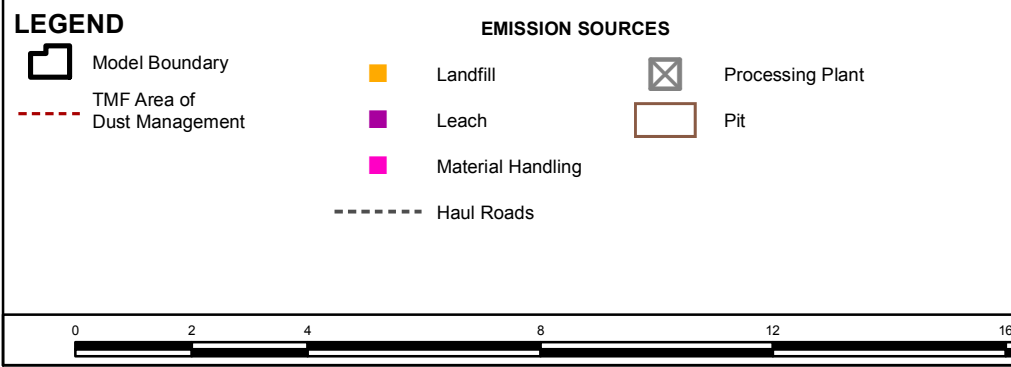 LEGEND
Model Boundary
TMF Area of
Dust Management
EMISSION SOURCES
Landfill
Leach
Material Handling
Haul Roads
Processing Plant
Pit
0 2 4 8 12 16